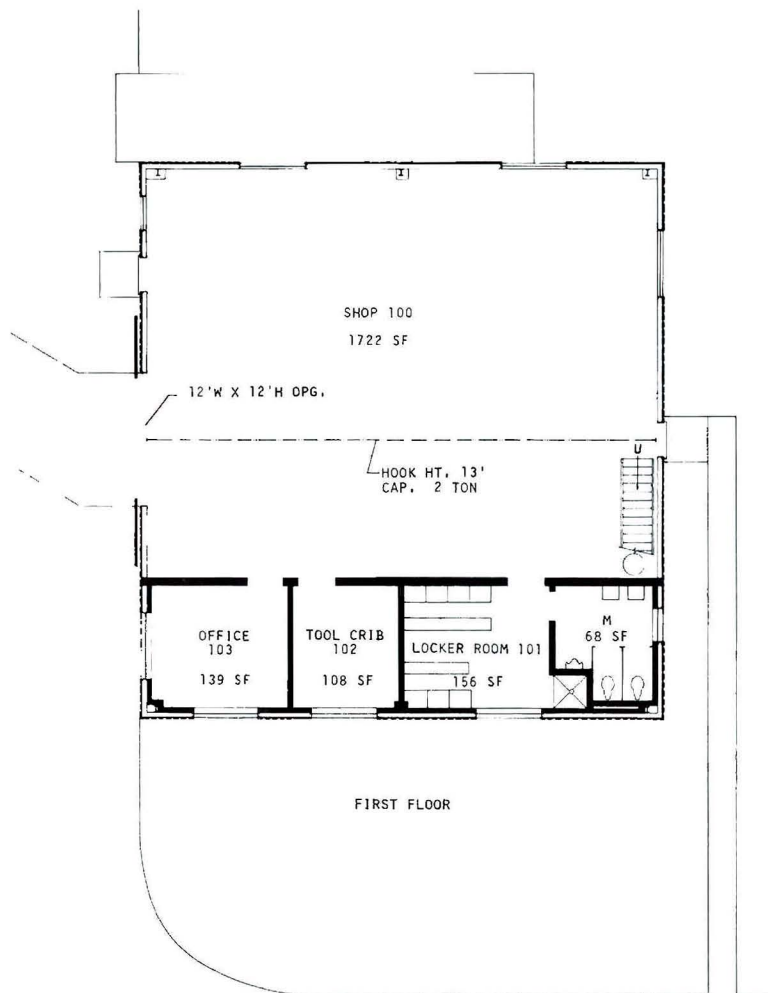 I
I
I
SHOP 100
1722 SF
12'W X 12'H OPG.
U
HOOK HT. 13'
CAP. 2 TON
OFFICE
103
139 SF
TOOL CRIB
102
108 SF
LOCKER ROOM 101
156 SF
M
68 SF
FIRST FLOOR